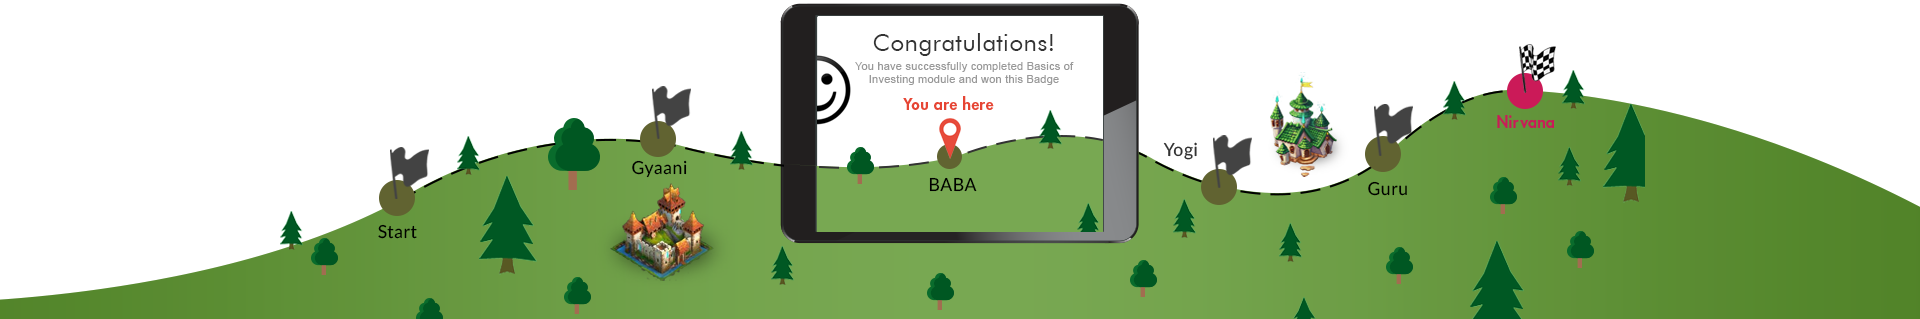 Congratulations!
You have successfully completed Basics of
Investing module and won this Badge
You are here
Start
Gyaani
BABA
Yogi
Guru
Nirvana